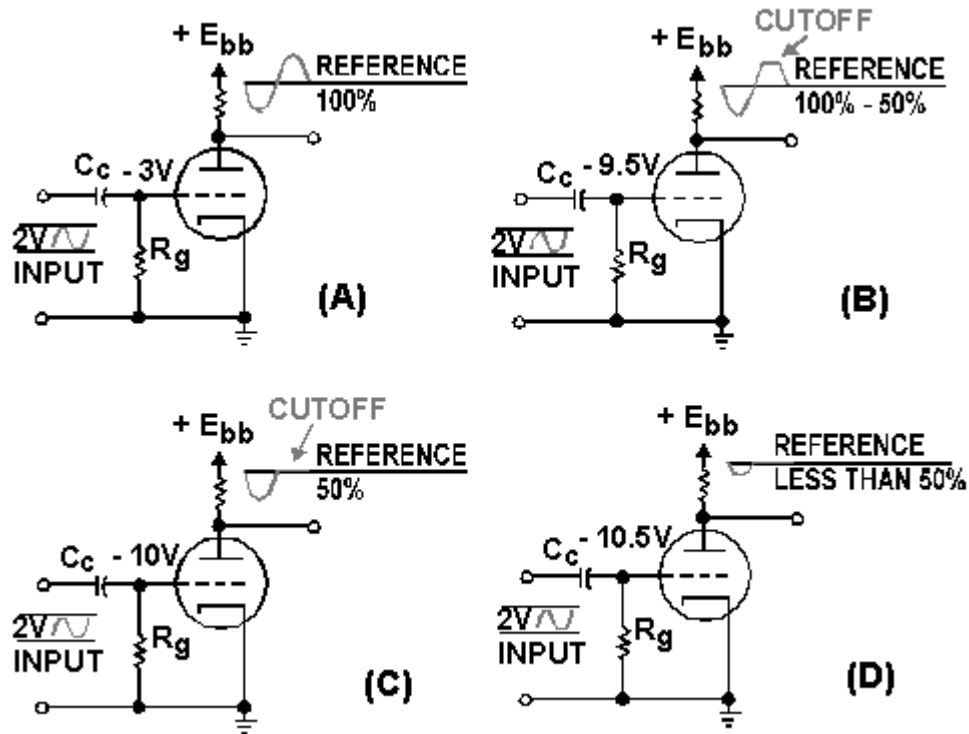 + Ebb
REFERENCE
100%
Cc
- 3V
2V
INPUT
Rg
(A)
CUTOFF
+ Ebb
REFERENCE
100% - 50%
Cc
- 9.5V
2V
INPUT
Rg
(B)
CUTOFF
+ Ebb
REFERENCE
50%
Cc
- 10V
2V
INPUT
Rg
(C)
+ Ebb
REFERENCE
LESS THAN 50%
Cc
- 10.5V
2V
INPUT
Rg
(D)